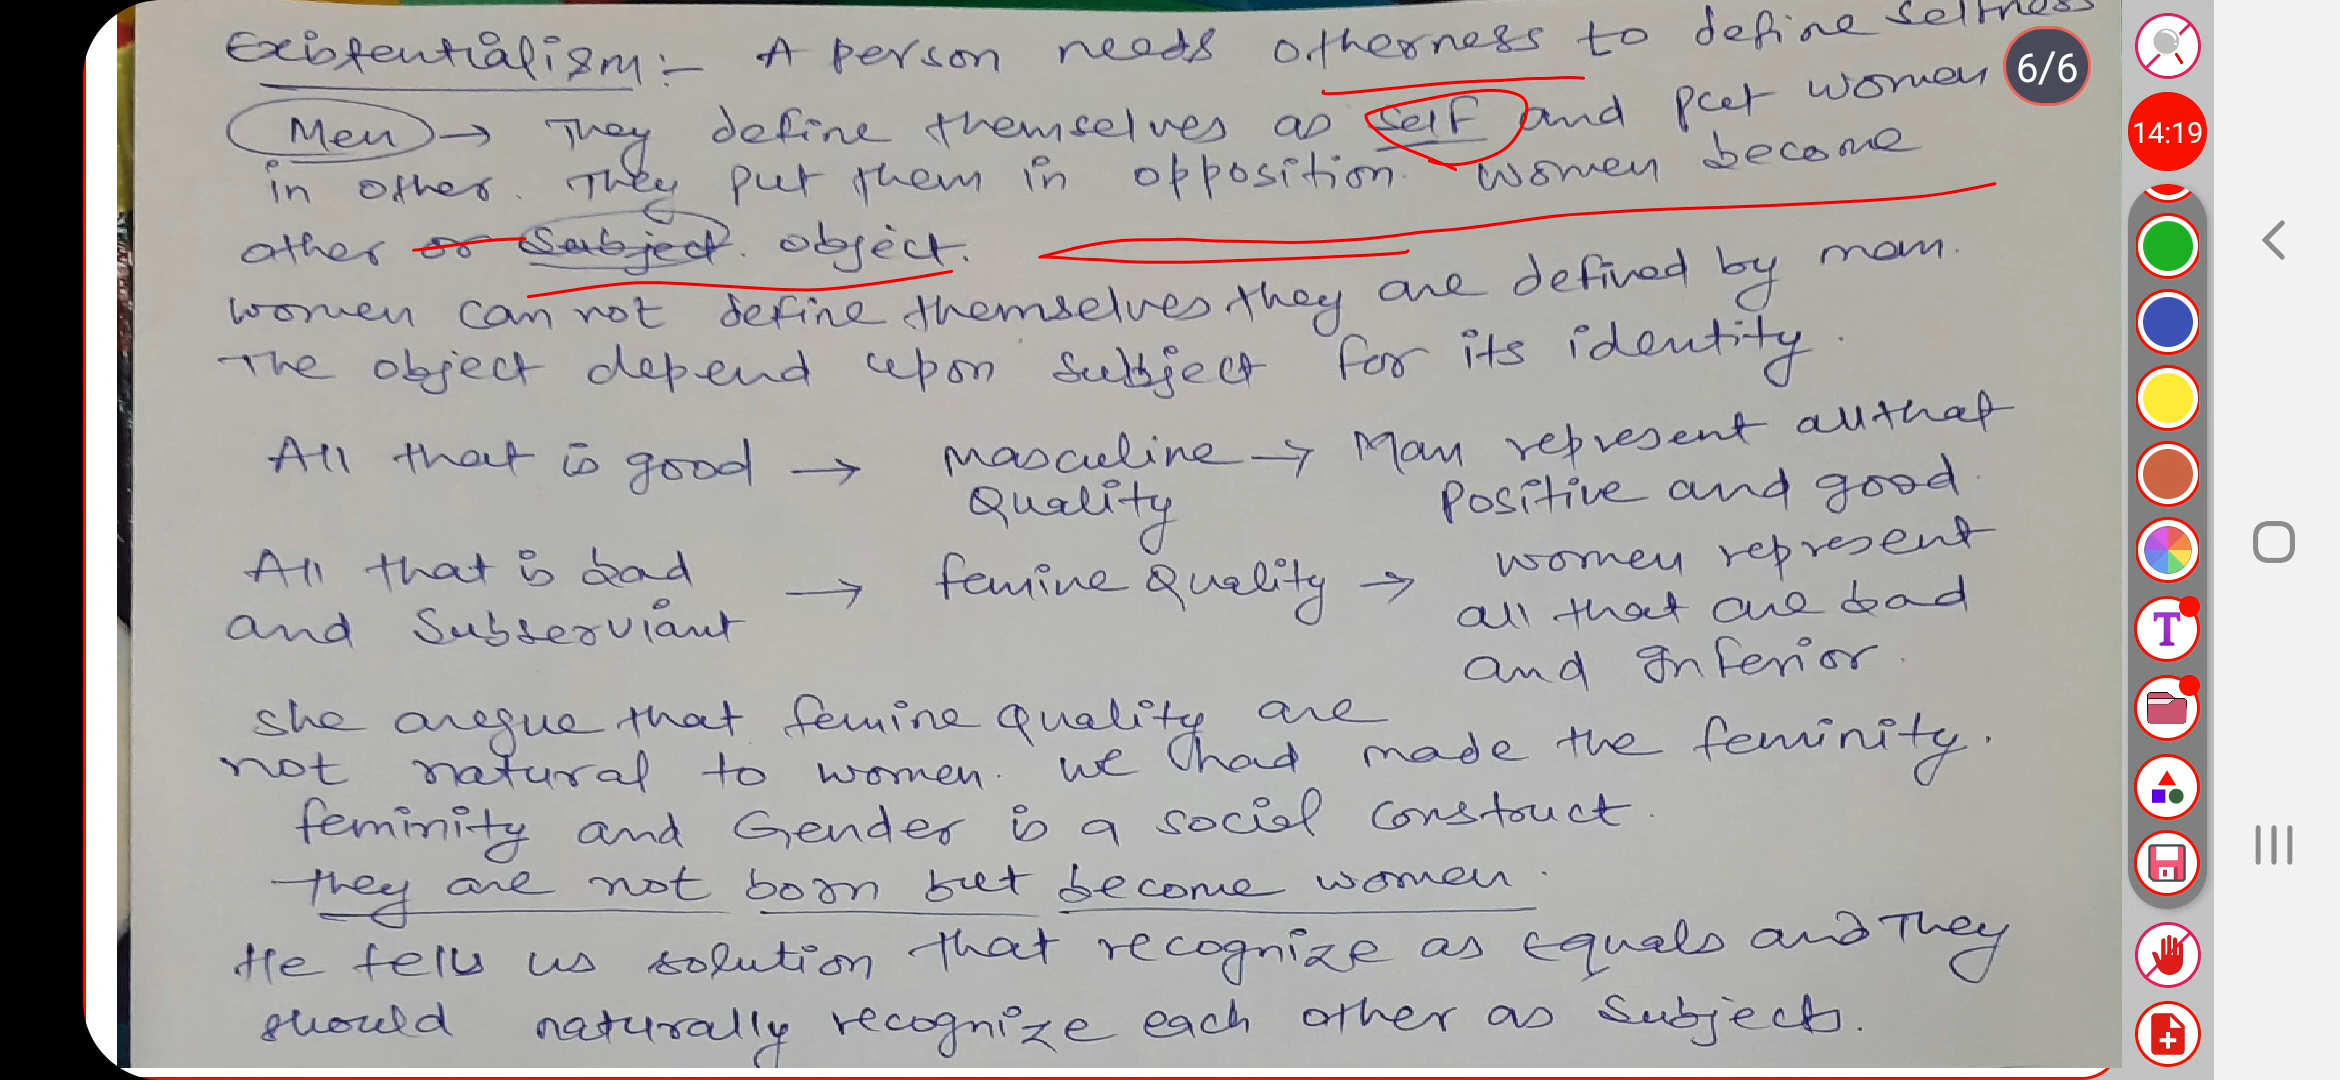 Existentialism:- A person needs otherness to define selfness
6/6
Men → They define themselves as self and put women
14:19
in other. They put them in opposition. women become
other or Subject. object.
women can not define themselves they are defined by man.
The object depend upon subject for its identity.
All that is good → Masculine Quality → Man represent all that Positive and good.
All that is bad and Subserviant → femine Quality → women represent all that are bad and Inferior.
she aregue that femine quality are
not natural to women. We had made the feminity.
feminity and Gender is a social construct.
they are not born but become women.
He tells us solution that recognize as equals and They
should naturally recognize each other as Subjects.
T